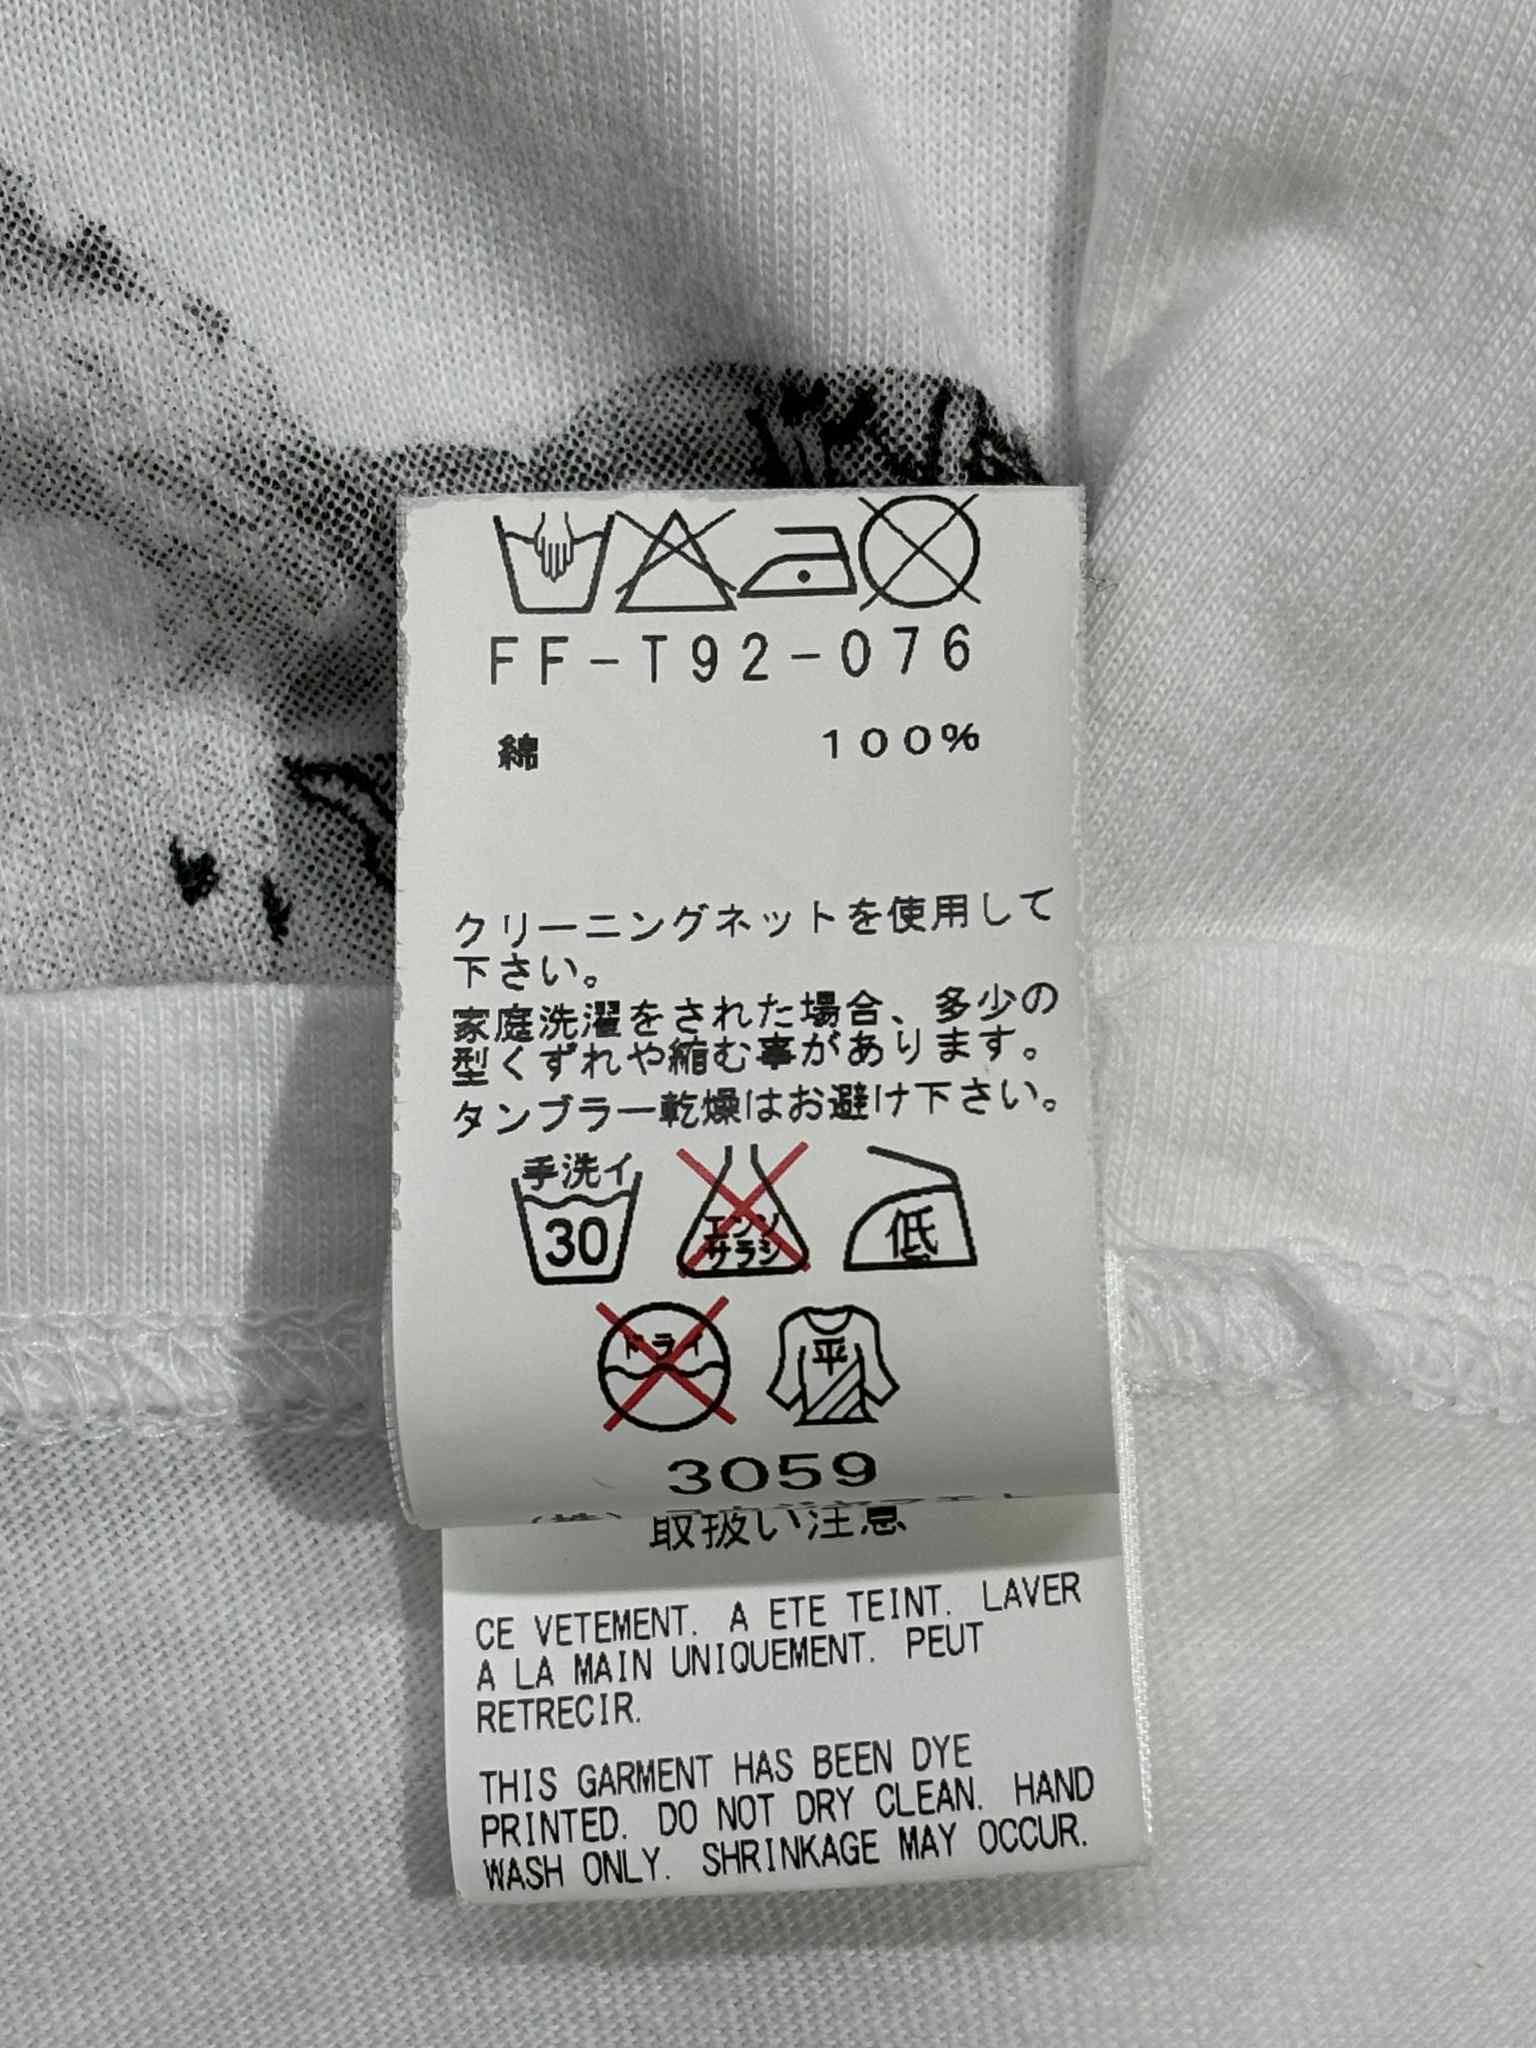 FF-T92-076
綿 100%
クリーニングネットを使用して
下さい。
家庭洗濯をされた場合、多少の
型くずれや縮む事があります。
タンブラー乾燥はお避け下さい。
手洗イ
30
エンソ
サラシ
低
ドライ
平
3059
取扱い注意
CE VETEMENT. A ETE TEINT. LAVER
A LA MAIN UNIQUEMENT. PEUT
RETRECIR.
THIS GARMENT HAS BEEN DYE
PRINTED. DO NOT DRY CLEAN. HAND
WASH ONLY. SHRINKAGE MAY OCCUR.